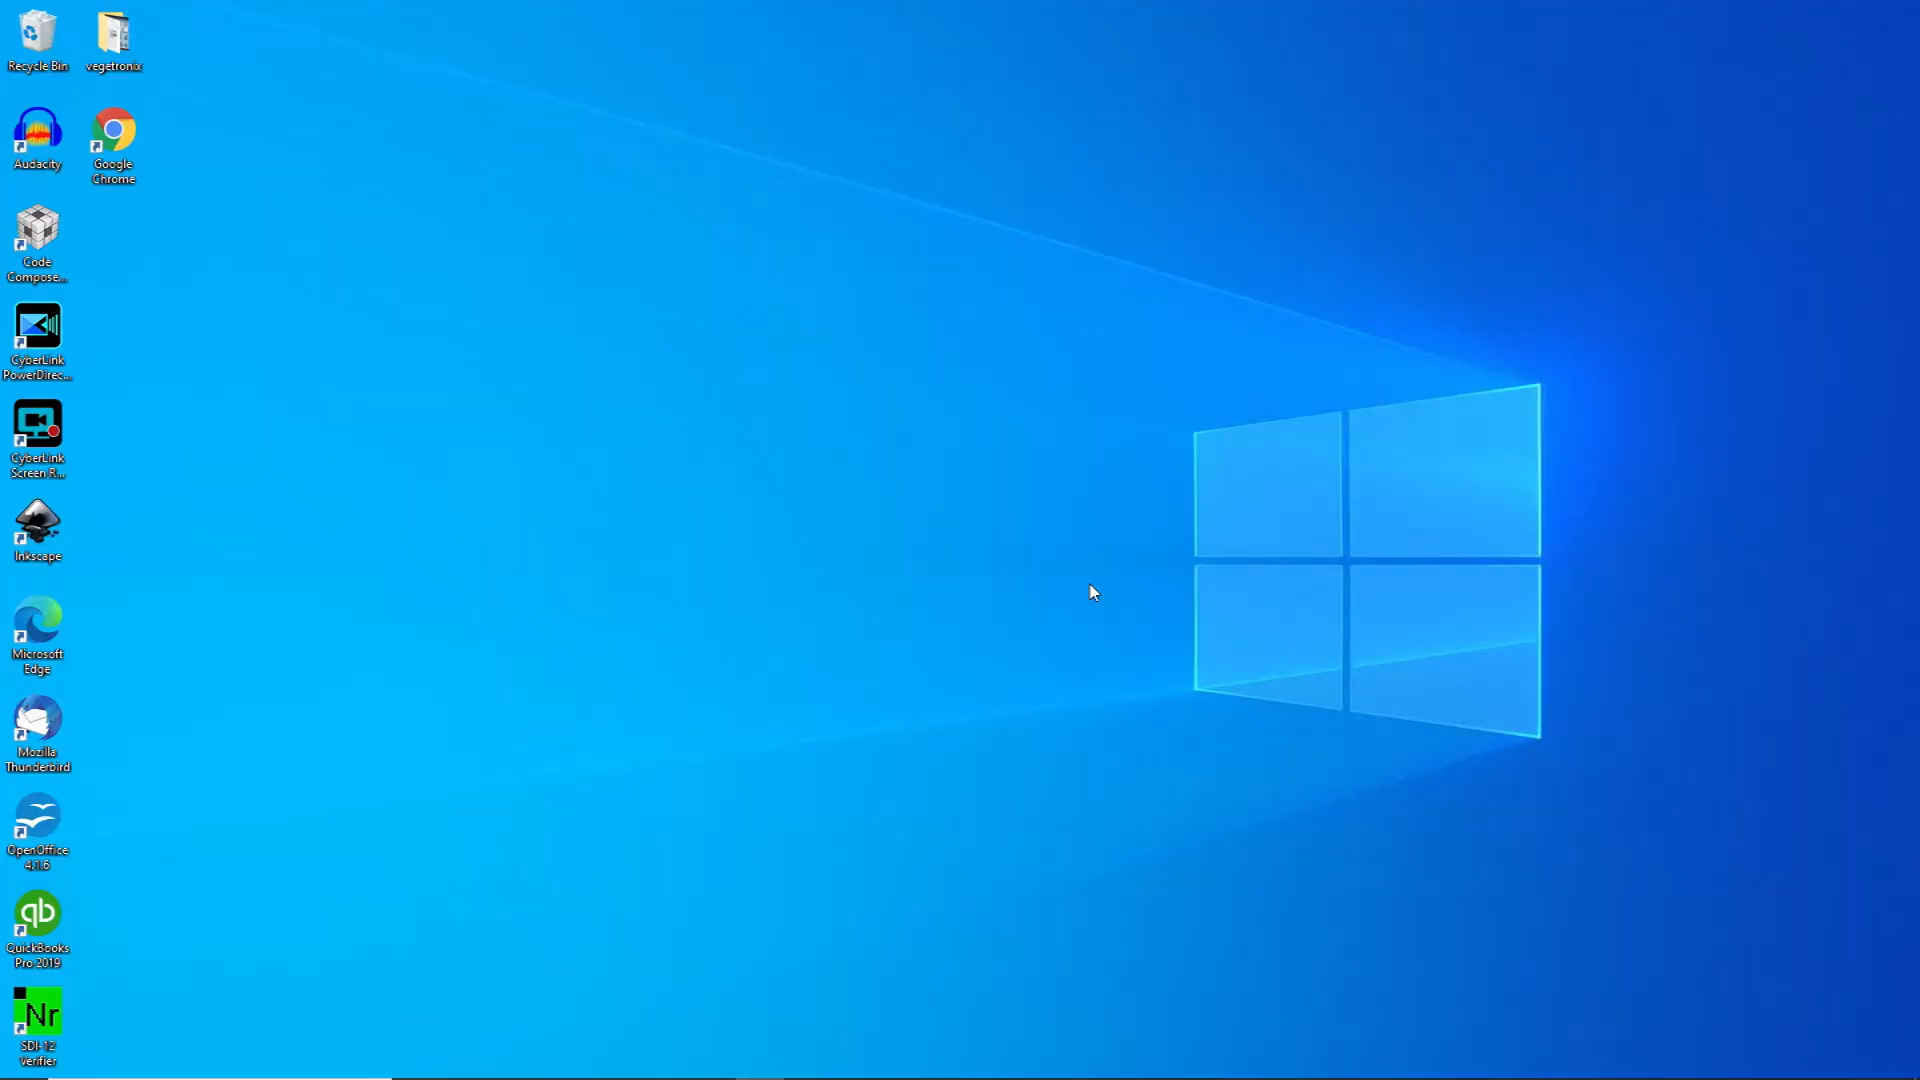 Recycle Bin
vegetronix
Audacity
Google
Chrome
Code
Compose...
CyberLink
PowerDirec...
CyberLink
Screen R...
Inkscape
Microsoft
Edge
Mozilla
Thunderbird
OpenOffice
4.1.6
qb
QuickBooks
Pro 2019
Nr
SDI-12
Verifier